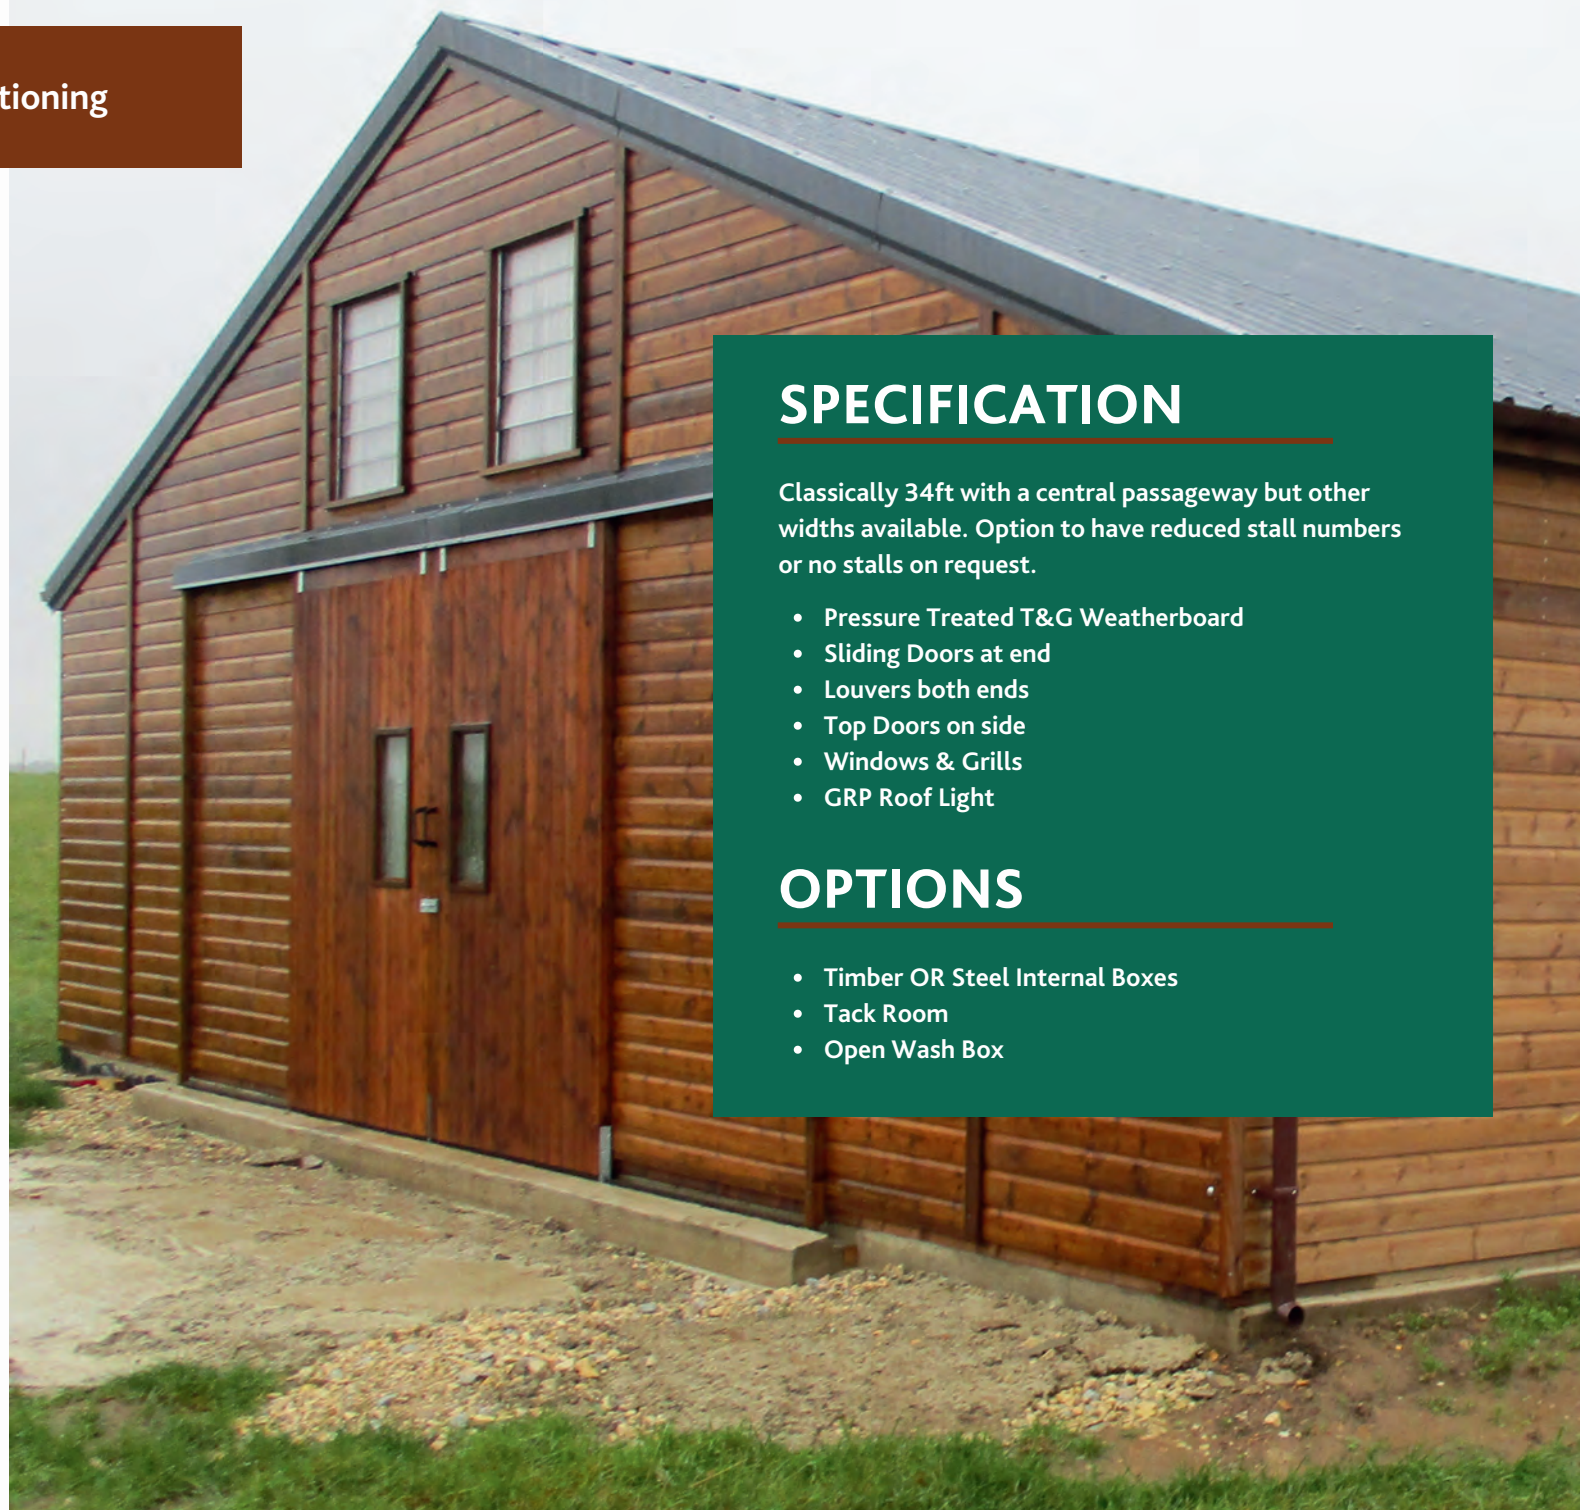 tioning
SPECIFICATION
Classically 34ft with a central passageway but other
widths available. Option to have reduced stall numbers
or no stalls on request.
• Pressure Treated T&G Weatherboard
• Sliding Doors at end
• Louvers both ends
• Top Doors on side
• Windows & Grills
• GRP Roof Light
OPTIONS
• Timber OR Steel Internal Boxes
• Tack Room
• Open Wash Box